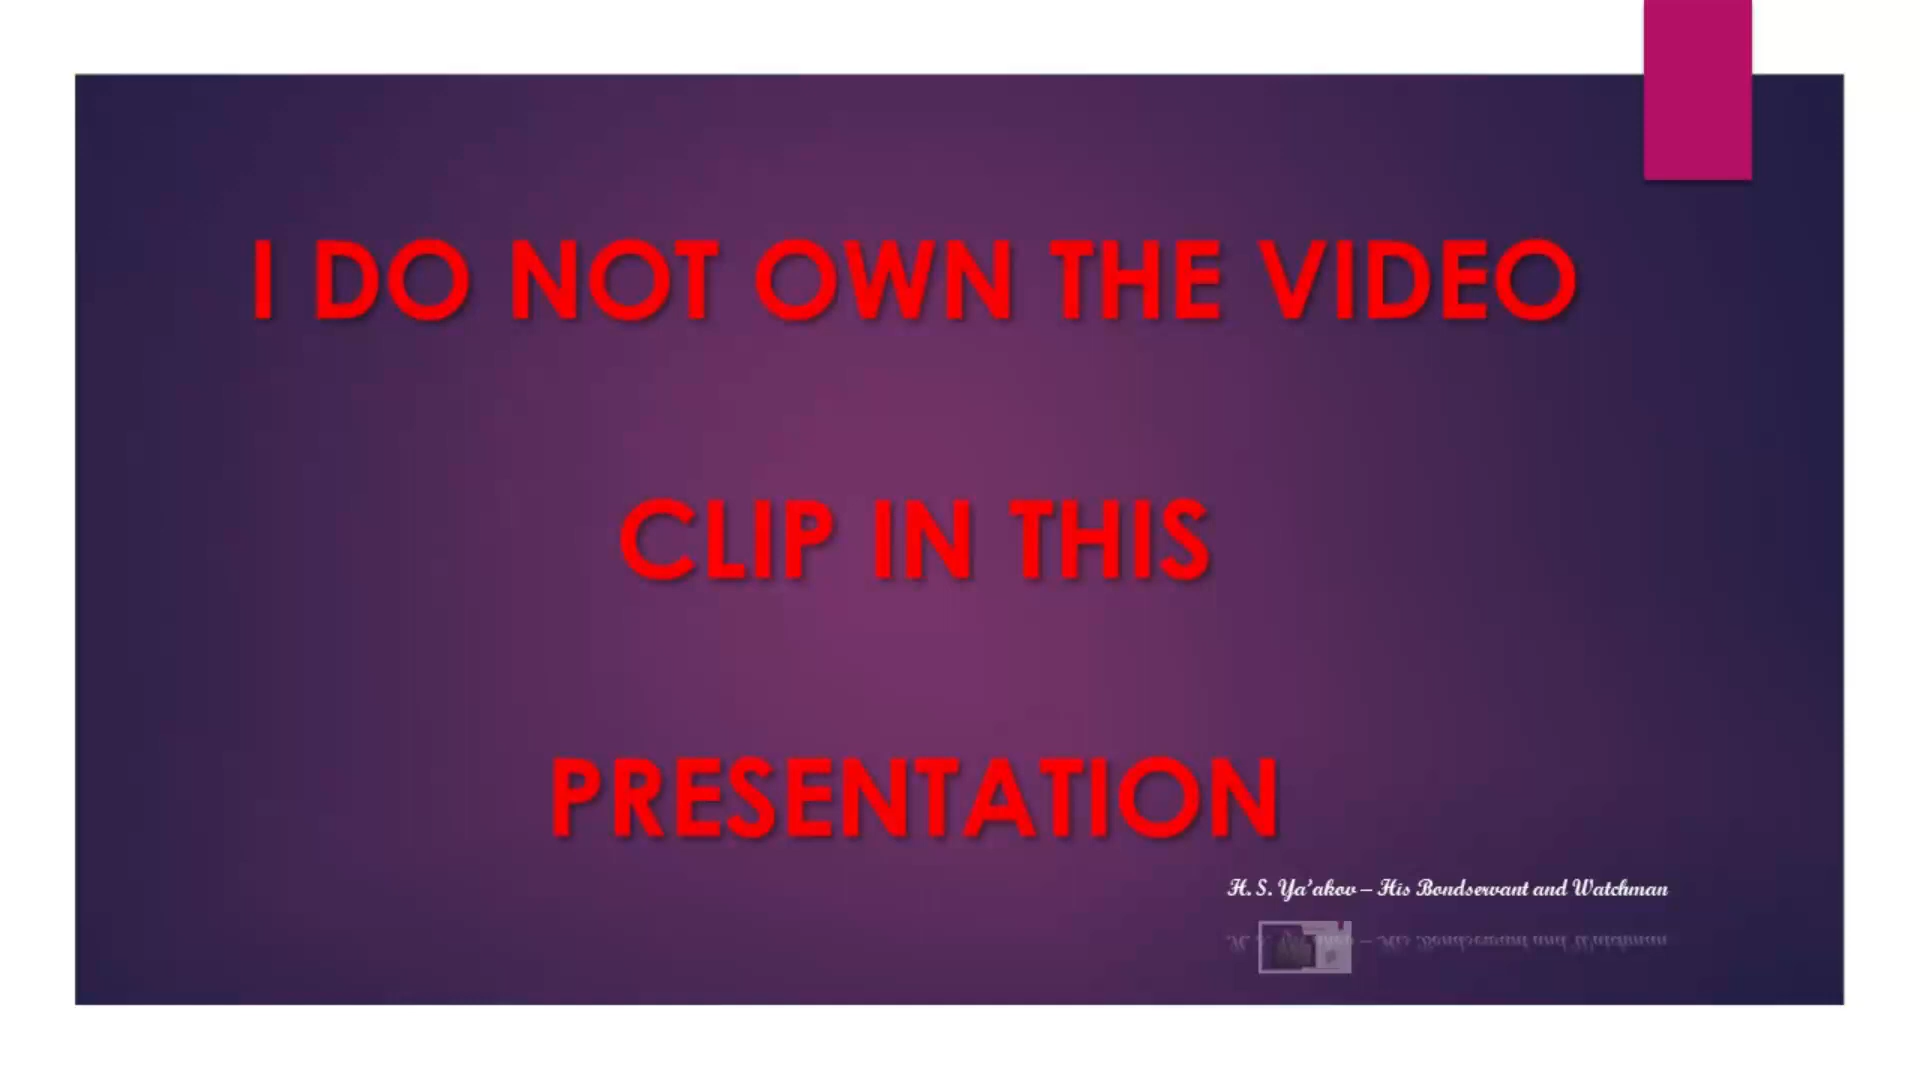 I DO NOT OWN THE VIDEO
CLIP IN THIS
PRESENTATION
H. S. Ya'akov – His Bondservant and Watchman